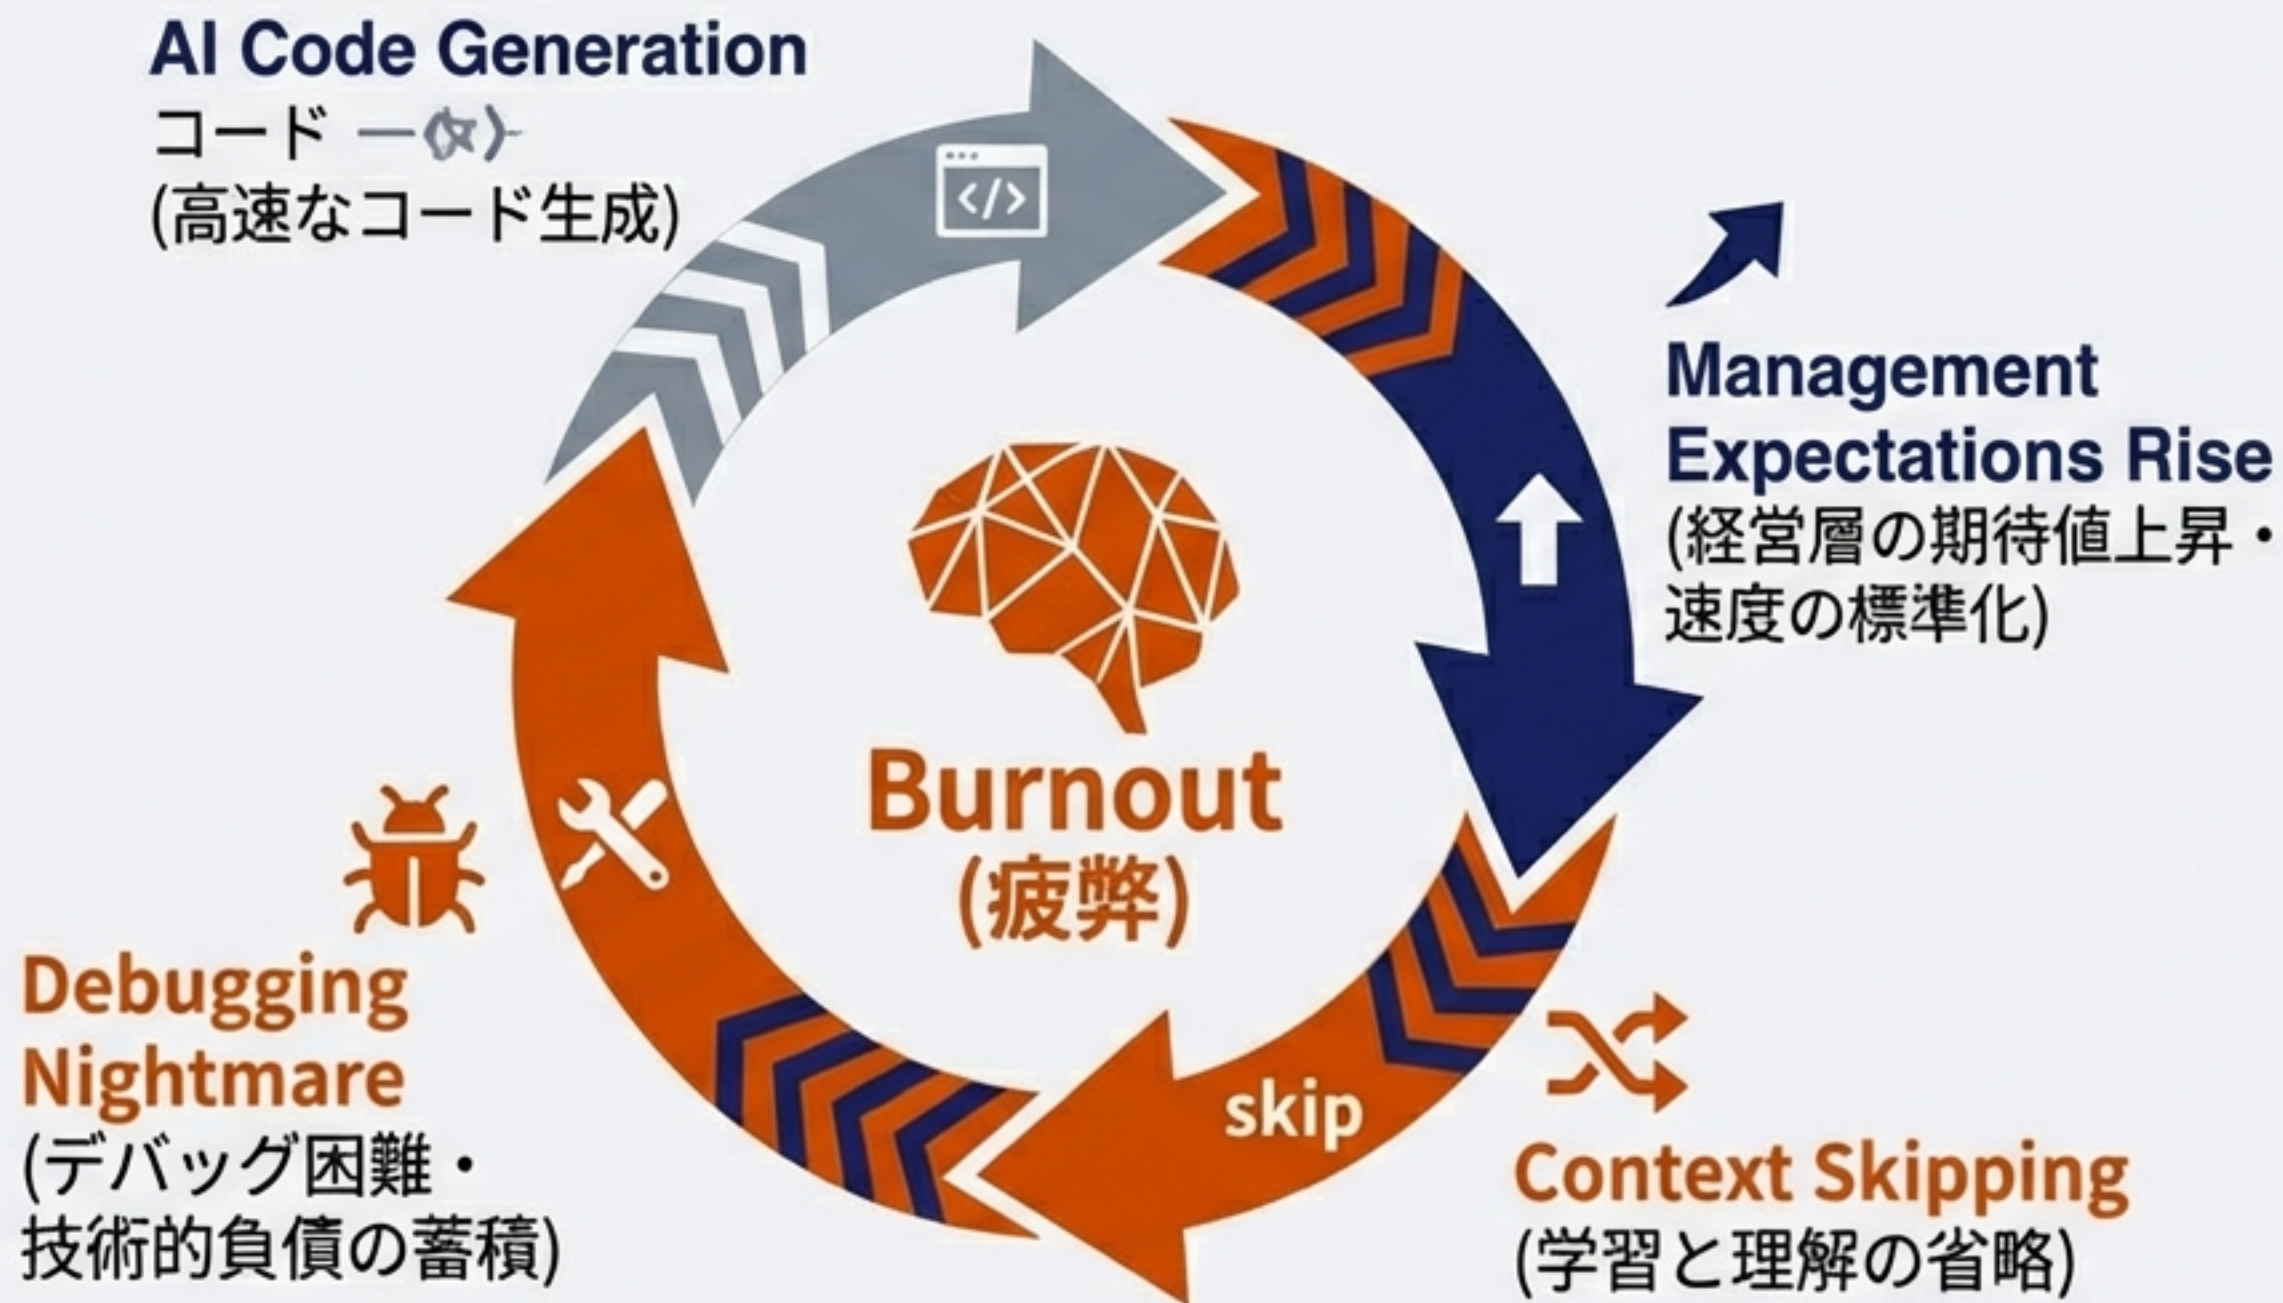 AI Code Generation
コード
(高速なコード生成)
Management
Expectations Rise
(経営層の期待値上昇・
速度の標準化)
Burnout
(疲弊)
skip
Context Skipping
(学習と理解の省略)
Debugging
Nightmare
(デバッグ困難・
技術的負債の蓄積)